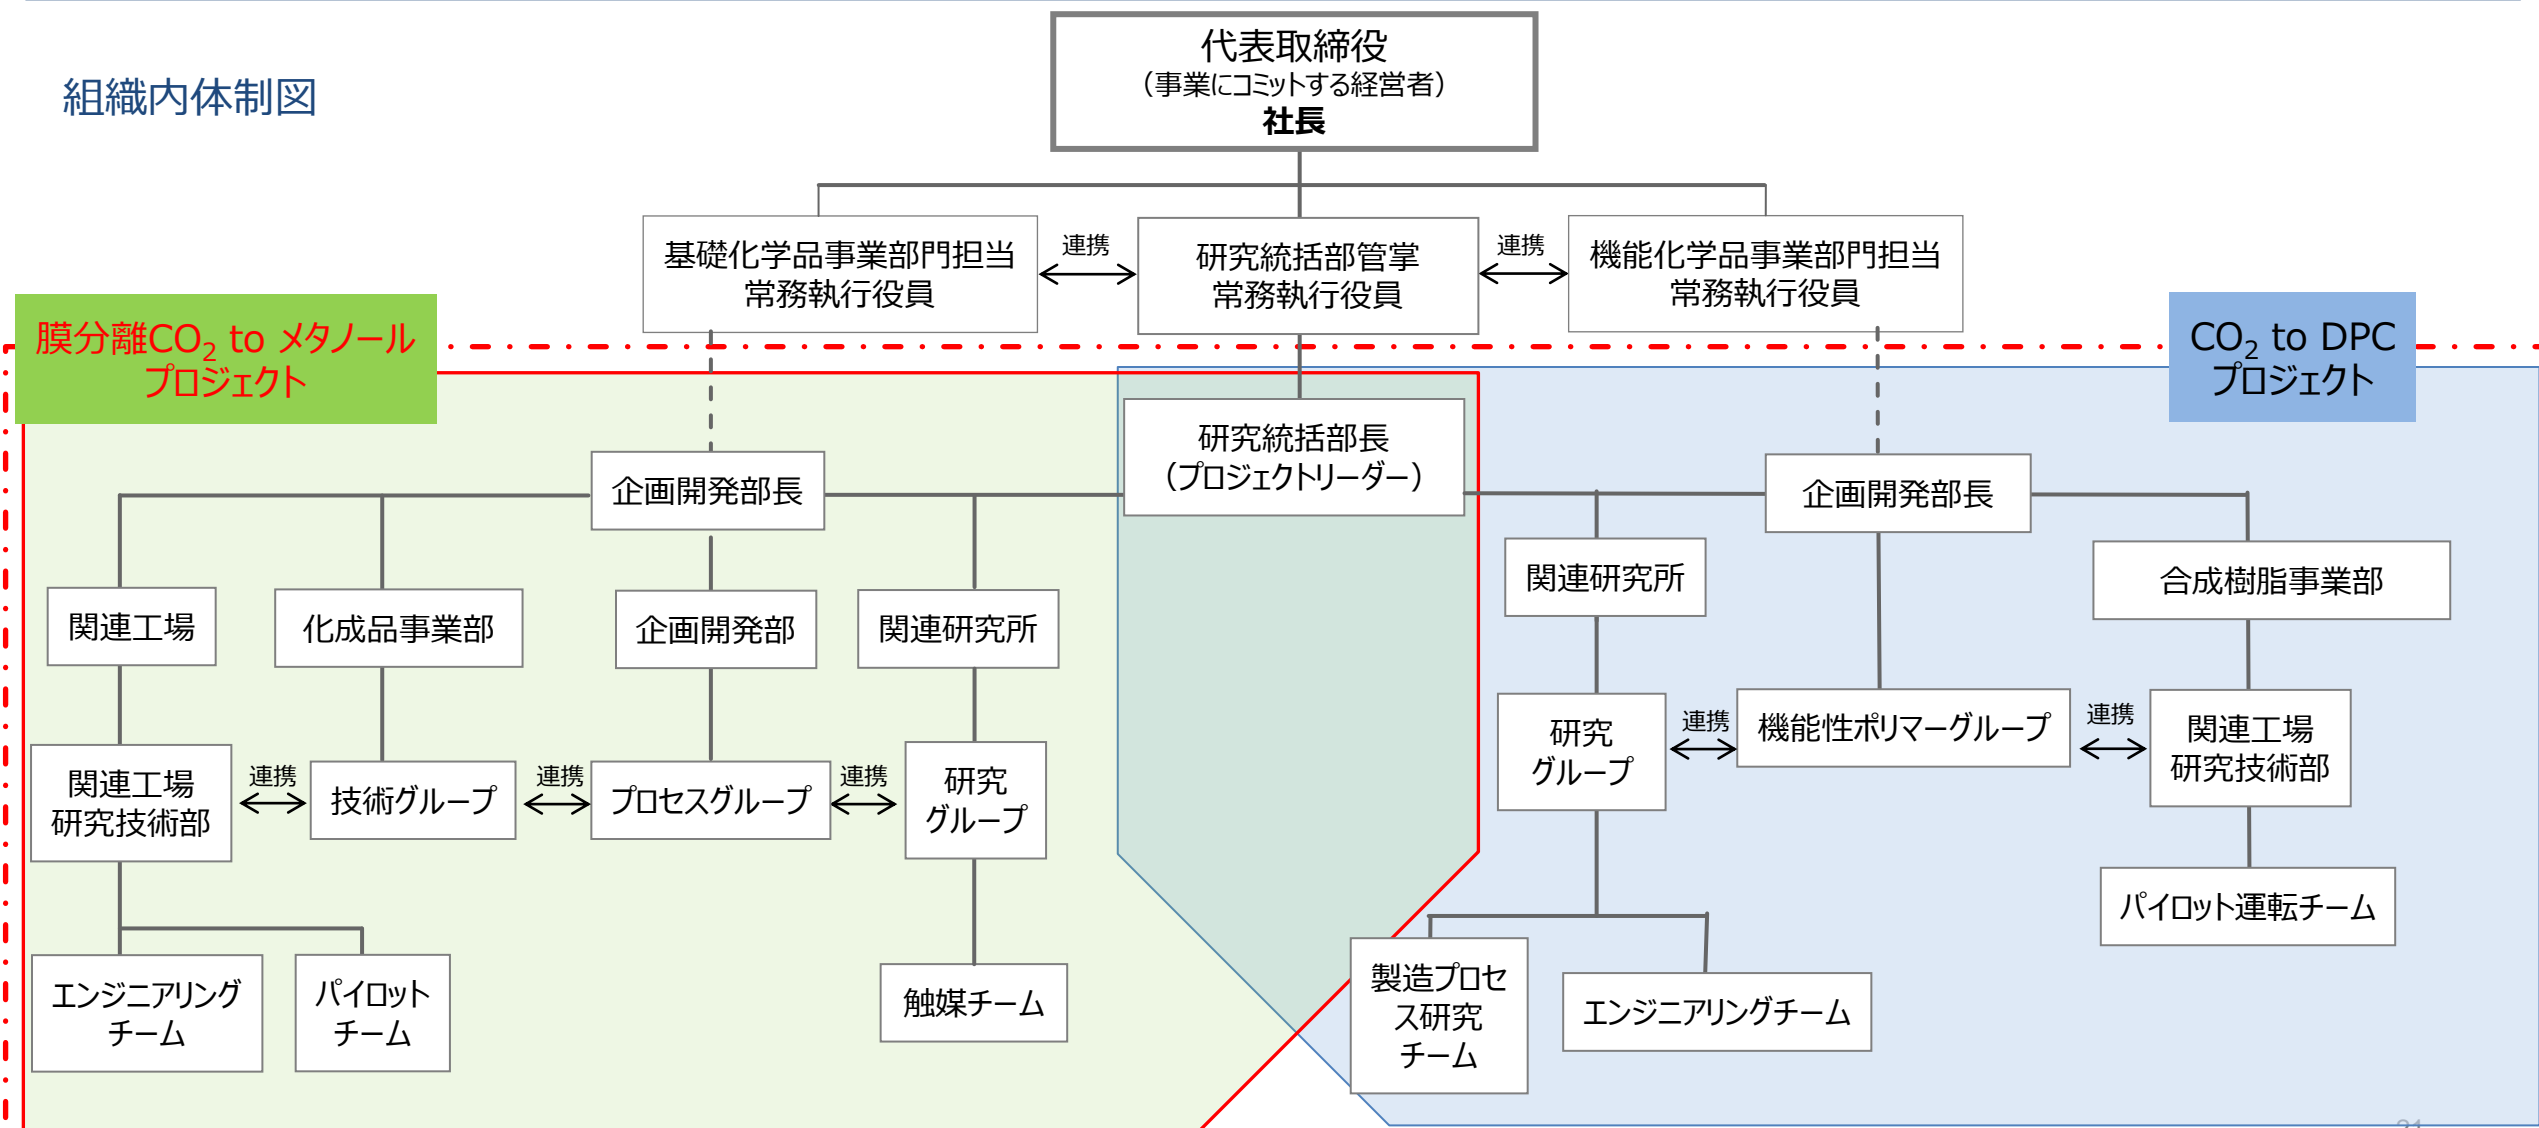 組織内体制図
代表取締役
（事業にコミットする経営者）
社長
基礎化学品事業部門担当
常務執行役員
連携
研究統括部管掌
常務執行役員
連携
機能化学品事業部門担当
常務執行役員
膜分離CO2 to メタノール
プロジェクト
CO2 to DPC
プロジェクト
研究統括部長
（プロジェクトリーダー）
企画開発部長
企画開発部長
関連工場
化成品事業部
企画開発部
関連研究所
関連研究所
合成樹脂事業部
関連工場
研究技術部
連携
技術グループ
連携
プロセスグループ
連携
研究
グループ
研究
グループ
連携
機能性ポリマーグループ
連携
関連工場
研究技術部
エンジニアリング
チーム
パイロット
チーム
触媒チーム
製造プロセ
ス研究
チーム
エンジニアリングチーム
パイロット運転チーム